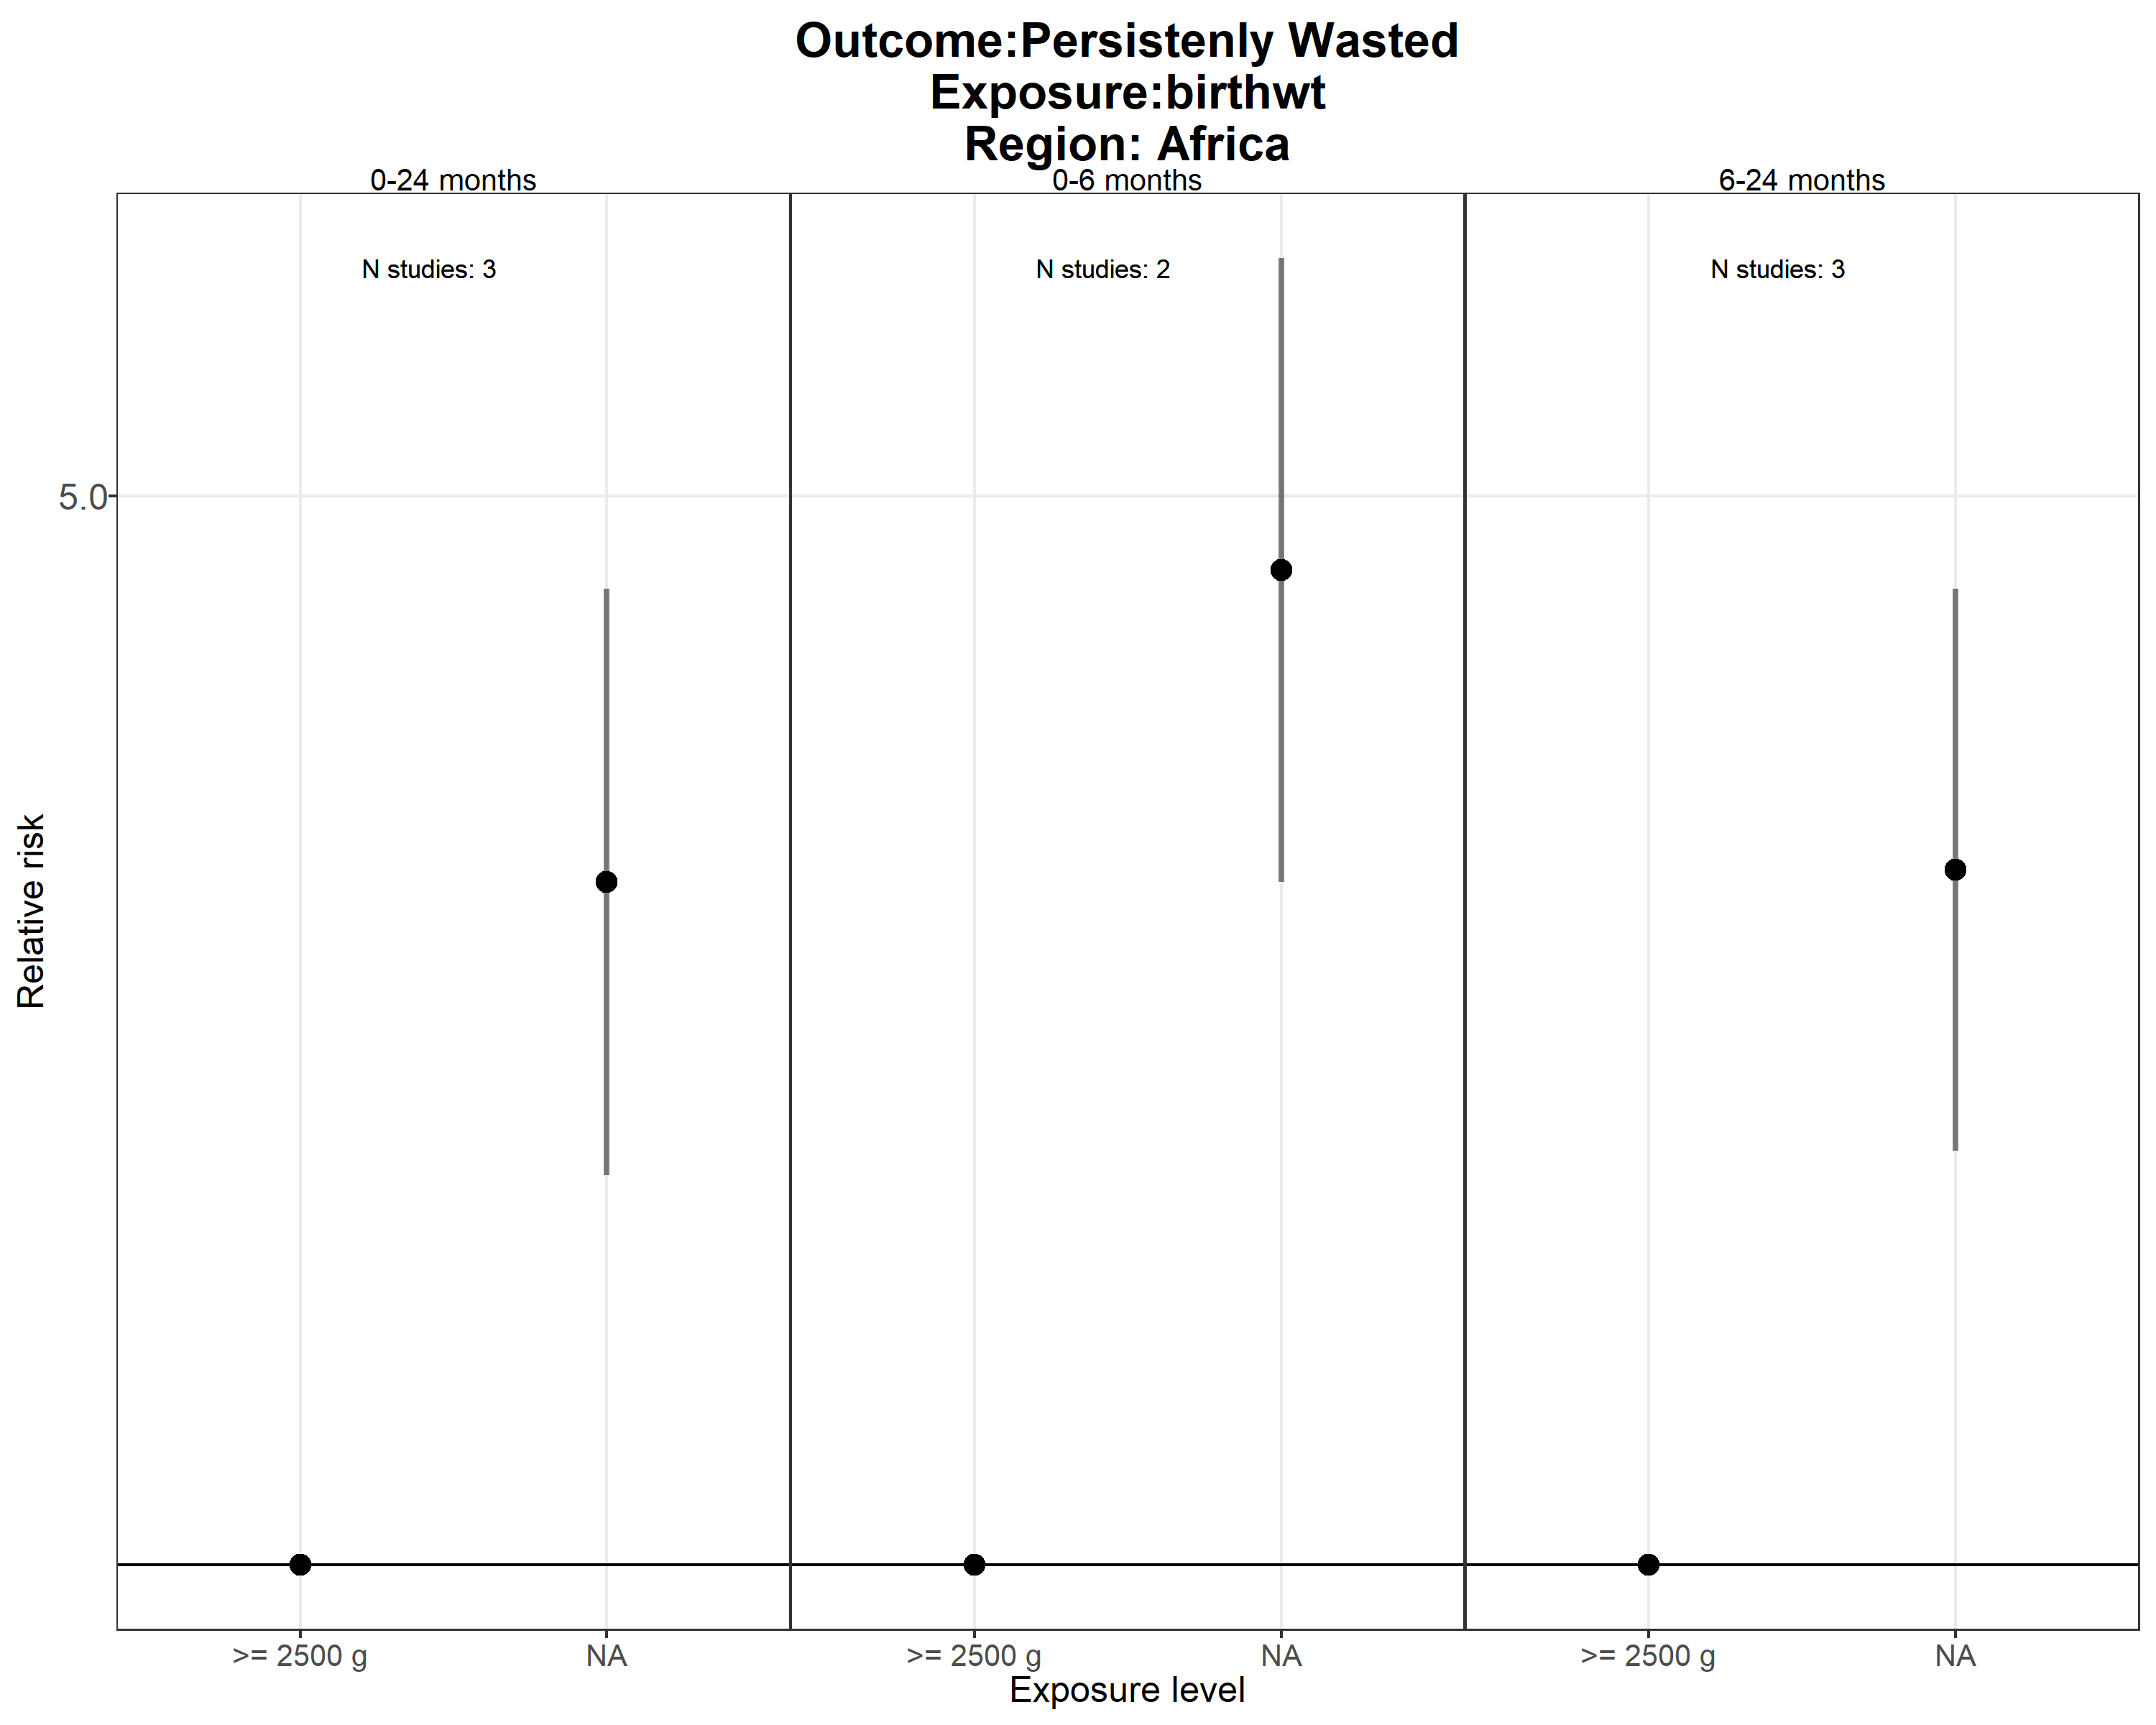 Outcome:Persistenly Wasted
Exposure:birthwt
Region: Africa
0-24 months
0-6 months
6-24 months
N studies: 3
N studies: 2
N studies: 3
5.0
Relative risk
>= 2500 g
NA
>= 2500 g
NA
>= 2500 g
NA
Exposure level